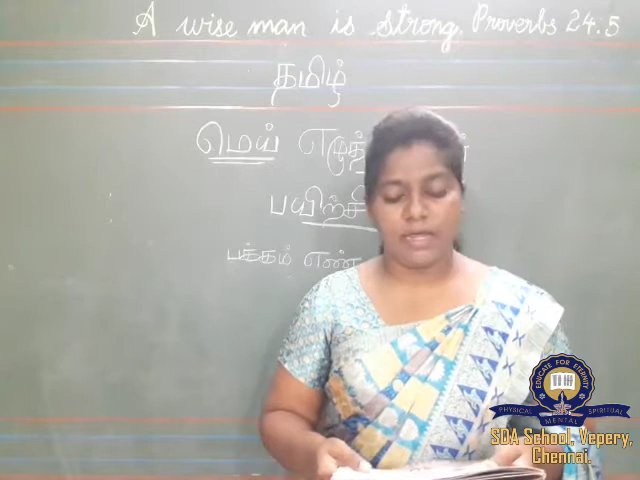 A wise man is strong. Proverbs 24:5
தமிழ்
மெய்
பயிற்சி
பக்கம் எண்
EDUCATE FOR ETERNITY
PHYSICAL MENTAL SPIRITUAL
SDA School, Vepery,
Chennai.